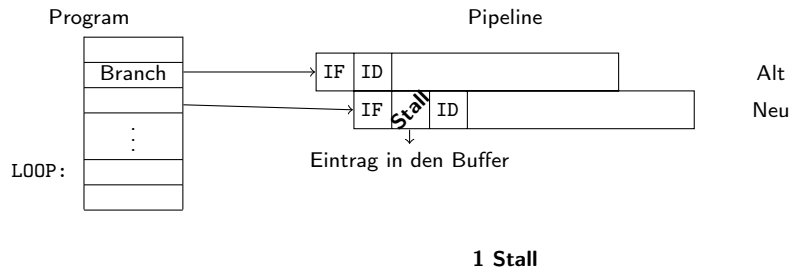 Program Pipeline
Branch IF ID Alt
IF Stall ID Neu
⋮
Eintrag in den Buffer
LOOP:
1 Stall